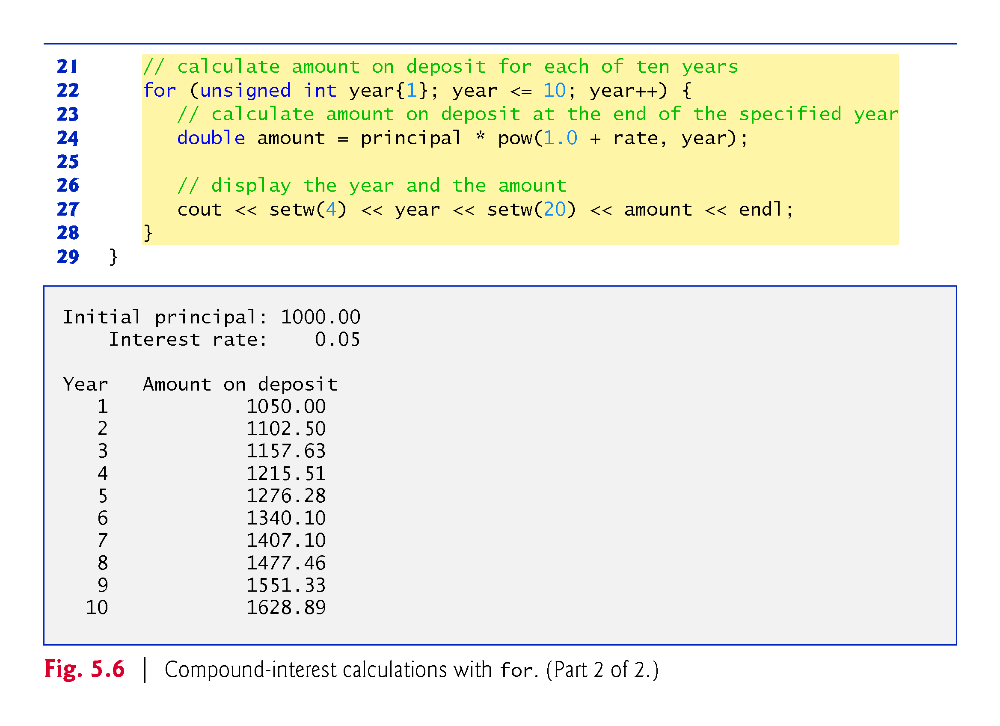 21 // calculate amount on deposit for each of ten years
22 for (unsigned int year{1}; year <= 10; year++) {
23 // calculate amount on deposit at the end of the specified year
24 double amount = principal * pow(1.0 + rate, year);
25
26 // display the year and the amount
27 cout << setw(4) << year << setw(20) << amount << endl;
28 }
29 }
Initial principal: 1000.00
Interest rate: 0.05
Year Amount on deposit
1 1050.00
2 1102.50
3 1157.63
4 1215.51
5 1276.28
6 1340.10
7 1407.10
8 1477.46
9 1551.33
10 1628.89
Fig. 5.6 | Compound-interest calculations with for. (Part 2 of 2.)